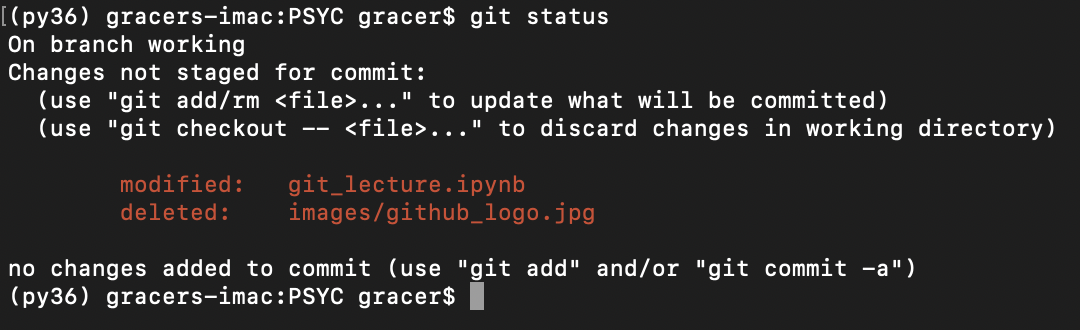 [(py36) gracers-imac:PSYC gracer$ git status
On branch working
Changes not staged for commit:
  (use "git add/rm <file>..." to update what will be committed)
  (use "git checkout -- <file>..." to discard changes in working directory)

        modified:   git_lecture.ipynb
        deleted:    images/github_logo.jpg

no changes added to commit (use "git add" and/or "git commit -a")
(py36) gracers-imac:PSYC gracer$